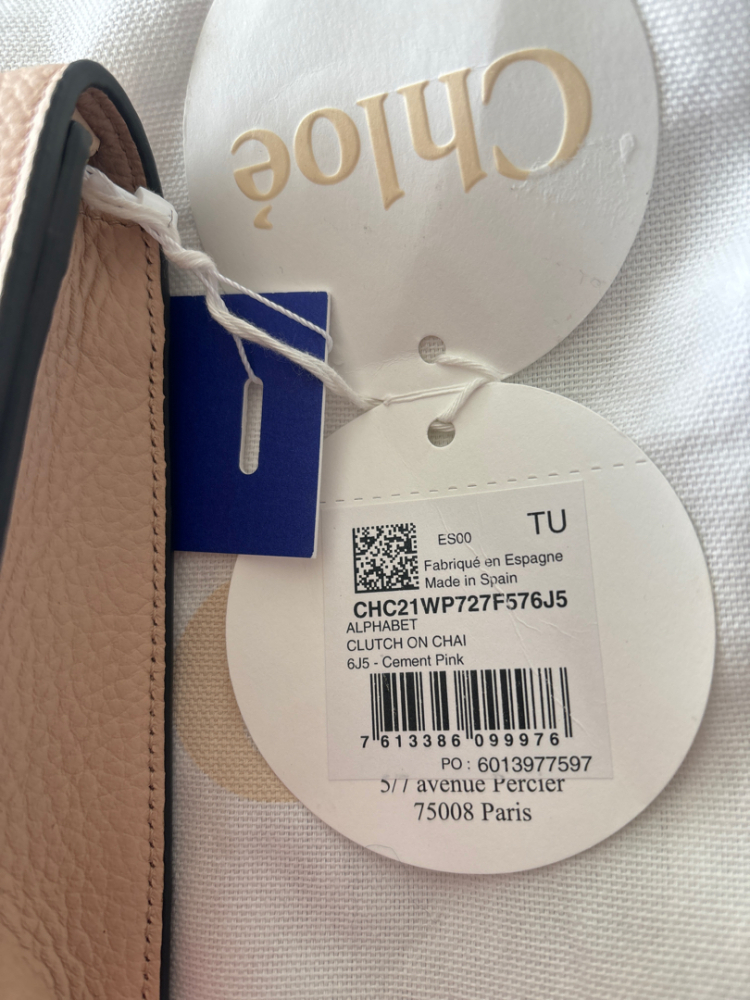 Chloé
TU
ES00
Fabriqué en Espagne
Made in Spain
CHC21WP727F576J5
ALPHABET
CLUTCH ON CHAI
6J5 - Cement Pink
7 613386 099976
PO : 6013977597
5/7 avenue Percier
75008 Paris